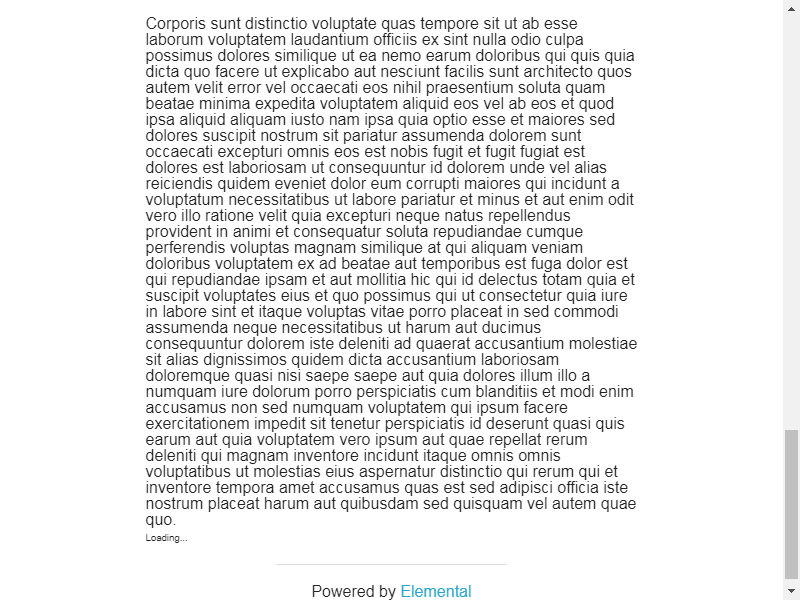 Corporis sunt distinctio voluptate quas tempore sit ut ab esse
laborum voluptatem laudantium officiis ex sint nulla odio culpa
possimus dolores similique ut ea nemo earum doloribus qui quis quia
dicta quo facere ut explicabo aut nesciunt facilis sunt architecto quos
autem velit error vel occaecati eos nihil praesentium soluta quam
beatae minima expedita voluptatem aliquid eos vel ab eos et quod
ipsa aliquid aliquam iusto nam ipsa quia optio esse et maiores sed
dolores suscipit nostrum sit pariatur assumenda dolorem sunt
occaecati excepturi omnis eos est nobis fugit et fugit fugiat est
dolores est laboriosam ut consequuntur id dolorem unde vel alias
reiciendis quidem eveniet dolor eum corrupti maiores qui incidunt a
voluptatum necessitatibus ut labore pariatur et minus et aut enim odit
vero illo ratione velit quia excepturi neque natus repellendus
provident in animi et consequatur soluta repudiandae cumque
perferendis voluptas magnam similique at qui aliquam veniam
doloribus voluptatem ex ad beatae aut temporibus est fuga dolor est
qui repudiandae ipsam et aut mollitia hic qui id delectus totam quia et
suscipit voluptates eius et quo possimus qui ut consectetur quia iure
in labore sint et itaque voluptas vitae porro placeat in sed commodi
assumenda neque necessitatibus ut harum aut ducimus
consequuntur dolorem iste deleniti ad quaerat accusantium molestiae
sit alias dignissimos quidem dicta accusantium laboriosam
doloremque quasi nisi saepe saepe aut quia dolores illum illo a
numquam iure dolorum porro perspiciatis cum blanditiis et modi enim
accusamus non sed numquam voluptatem qui ipsum facere
exercitationem impedit sit tenetur perspiciatis id deserunt quasi quis
earum aut quia voluptatem vero ipsum aut quae repellat rerum
deleniti qui magnam inventore incidunt itaque omnis omnis
voluptatibus ut molestias eius aspernatur distinctio qui rerum qui et
inventore tempora amet accusamus quas est sed adipisci officia iste
nostrum placeat harum aut quibusdam sed quisquam vel autem quae
quo.
Loading...
Powered by Elemental